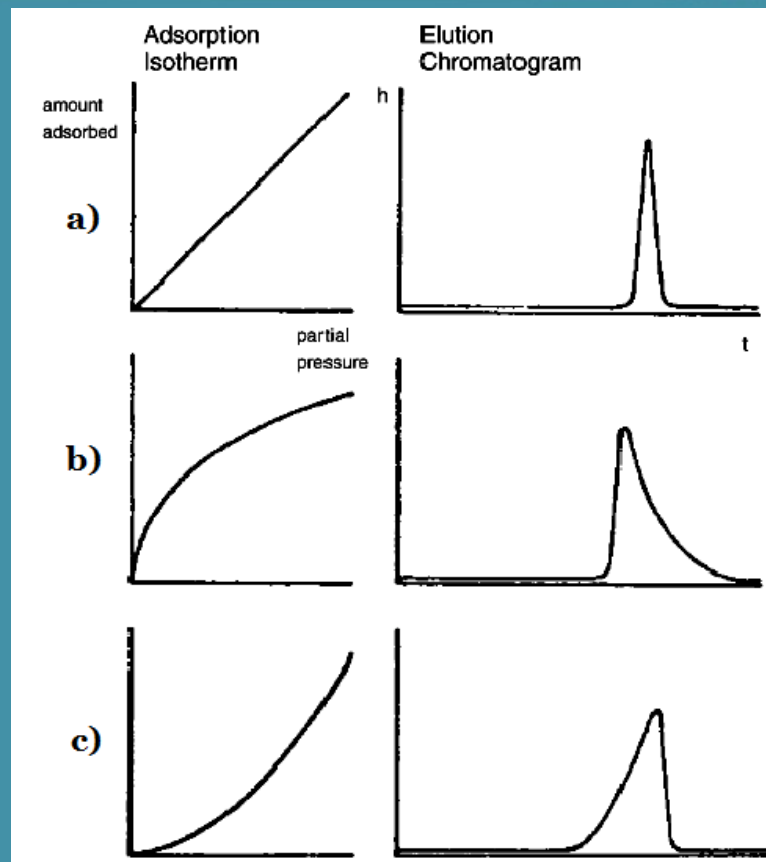 Adsorption
Isotherm
Elution
Chromatogram
amount
adsorbed
h
a)
partial
pressure
t
b)
c)